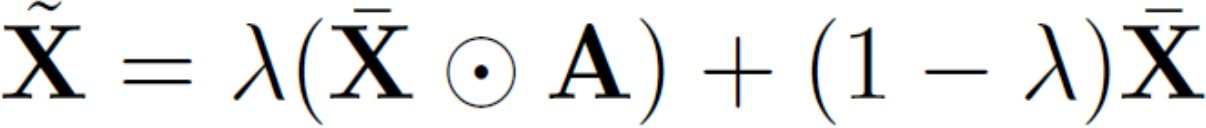 X̃ = λ(X̄ ⊙ A) + (1 − λ)X̄